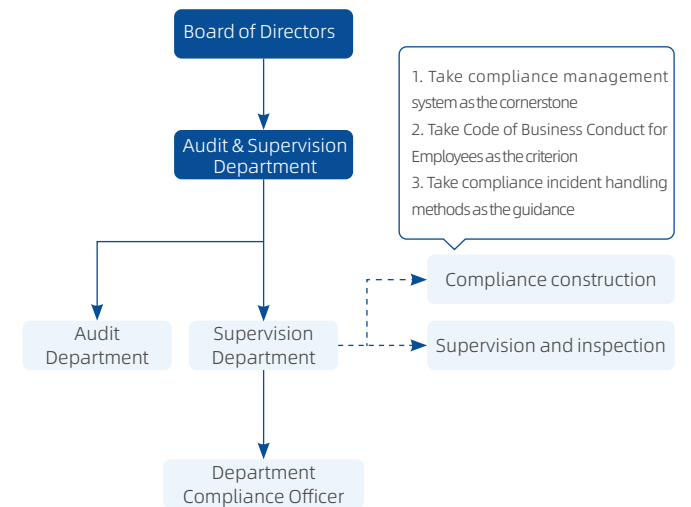 Board of Directors
Audit & Supervision
Department
1. Take compliance management
system as the cornerstone
2. Take Code of Business Conduct for
Employees as the criterion
3. Take compliance incident handling
methods as the guidance
Compliance construction
Audit
Department
Supervision
Department
Supervision and inspection
Department
Compliance Officer